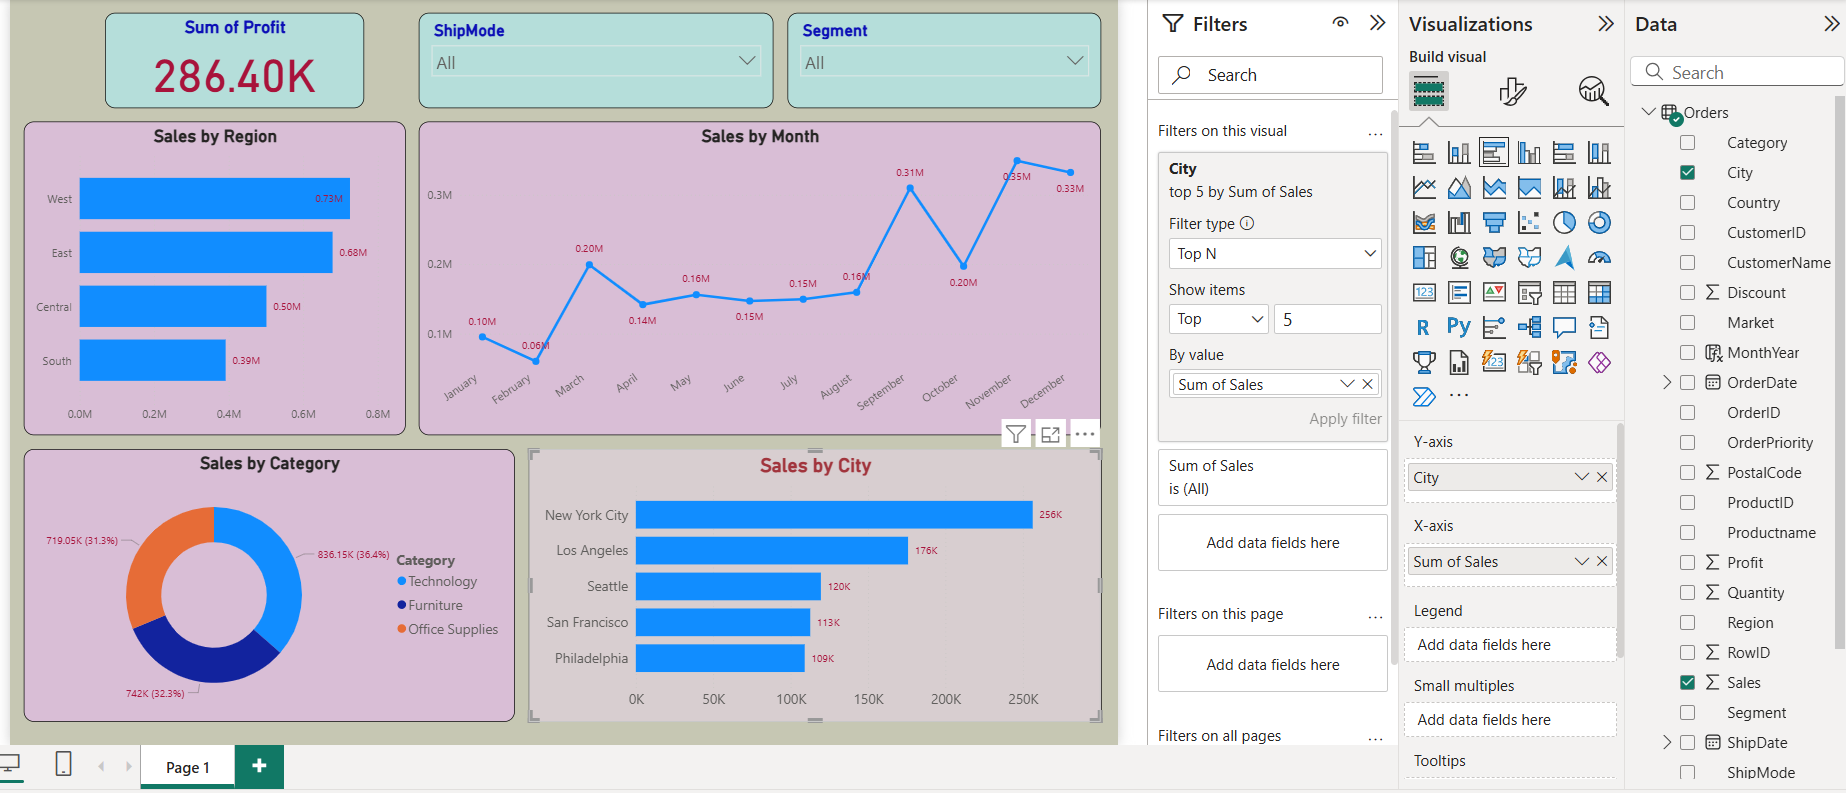 Sum of Profit
286.40K
ShipMode
All
Segment
All
Sales by Region
West
0.73M
East
0.68M
Central
0.50M
South
0.39M
0.0M
0.2M
0.4M
0.6M
0.8M
Sales by Month
0.3M
0.2M
0.1M
0.10M
0.06M
0.20M
0.14M
0.16M
0.15M
0.15M
0.16M
0.31M
0.20M
0.35M
0.33M
January
February
March
April
May
June
July
August
September
October
November
December
Sales by Category
719.05K (31.3%)
836.15K (36.4%)
742K (32.3%)
Category
Technology
Furniture
Office Supplies
Sales by City
New York City
256K
Los Angeles
176K
Seattle
120K
San Francisco
113K
Philadelphia
109K
0K
50K
100K
150K
200K
250K
Page 1
Filters
Search
Filters on this visual
City
top 5 by Sum of Sales
Filter type
Top N
Show items
Top
5
By value
Sum of Sales
Apply filter
Sum of Sales
is (All)
Add data fields here
Filters on this page
Add data fields here
Filters on all pages
Visualizations
Build visual
123
123
R
Py
Y-axis
City
X-axis
Sum of Sales
Legend
Add data fields here
Small multiples
Add data fields here
Tooltips
Data
Search
Orders
Category
City
Country
CustomerID
CustomerName
Discount
Market
MonthYear
OrderDate
OrderID
OrderPriority
PostalCode
ProductID
Productname
Profit
Quantity
Region
RowID
Sales
Segment
ShipDate
ShipMode